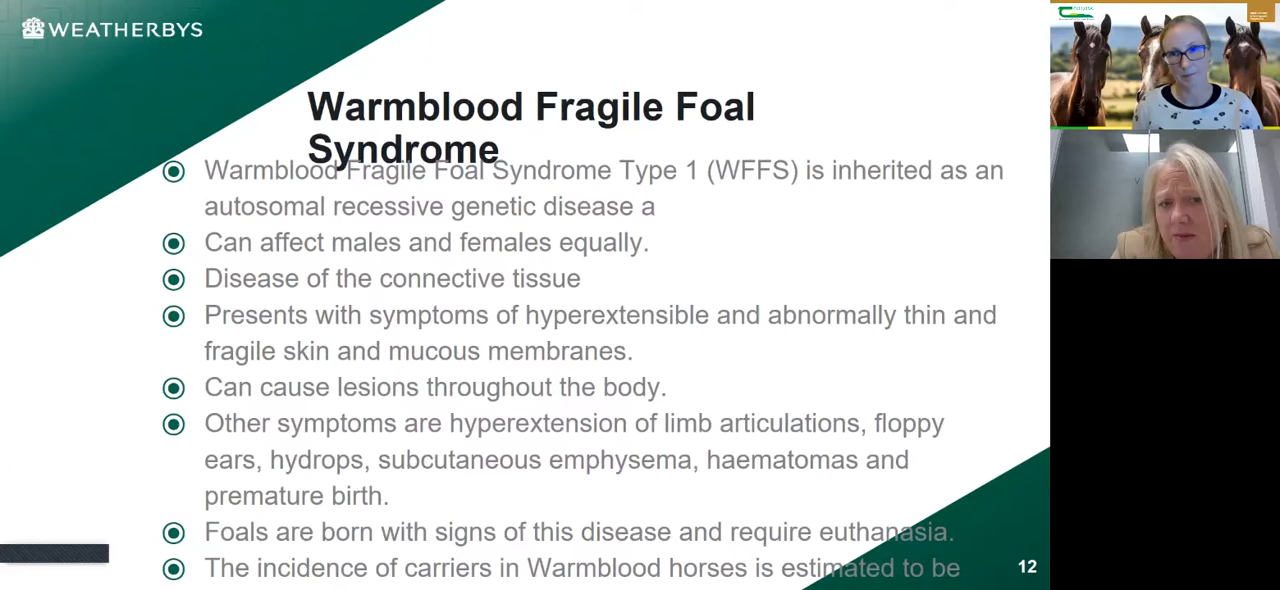 WEATHERBYS
Warmblood Fragile Foal
Syndrome
Warmblood Fragile Foal Syndrome Type 1 (WFFS) is inherited as an
autosomal recessive genetic disease a
Can affect males and females equally.
Disease of the connective tissue
Presents with symptoms of hyperextensible and abnormally thin and
fragile skin and mucous membranes.
Can cause lesions throughout the body.
Other symptoms are hyperextension of limb articulations, floppy
ears, hydrops, subcutaneous emphysema, haematomas and
premature birth.
Foals are born with signs of this disease and require euthanasia.
The incidence of carriers in Warmblood horses is estimated to be
12